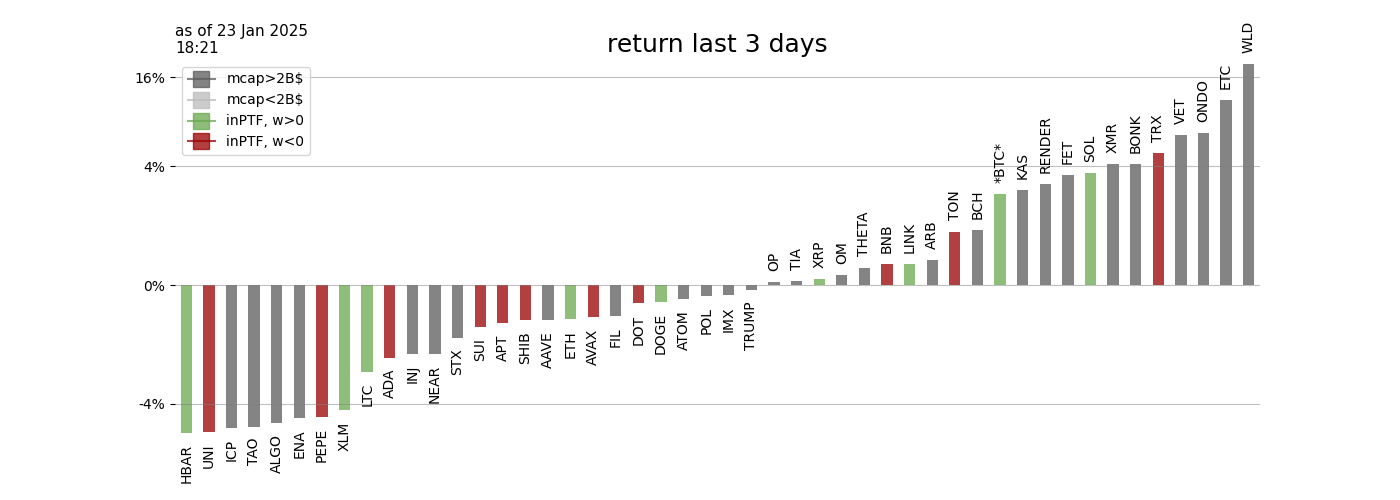 as of 23 Jan 2025
18:21
return last 3 days
mcap>2B$
mcap<2B$
inPTF, w>0
inPTF, w<0
16%
4%
0%
-4%
HBAR
UNI
ICP
TAO
ALGO
ENA
PEPE
XLM
LTC
ADA
INJ
NEAR
STX
SUI
APT
SHIB
AAVE
ETH
AVAX
FIL
DOT
DOGE
ATOM
POL
IMX
TRUMP
OP
TIA
XRP
OM
THETA
BNB
LINK
ARB
TON
BCH
*BTC*
KAS
RENDER
FET
SOL
XMR
BONK
TRX
VET
ONDO
ETC
WLD